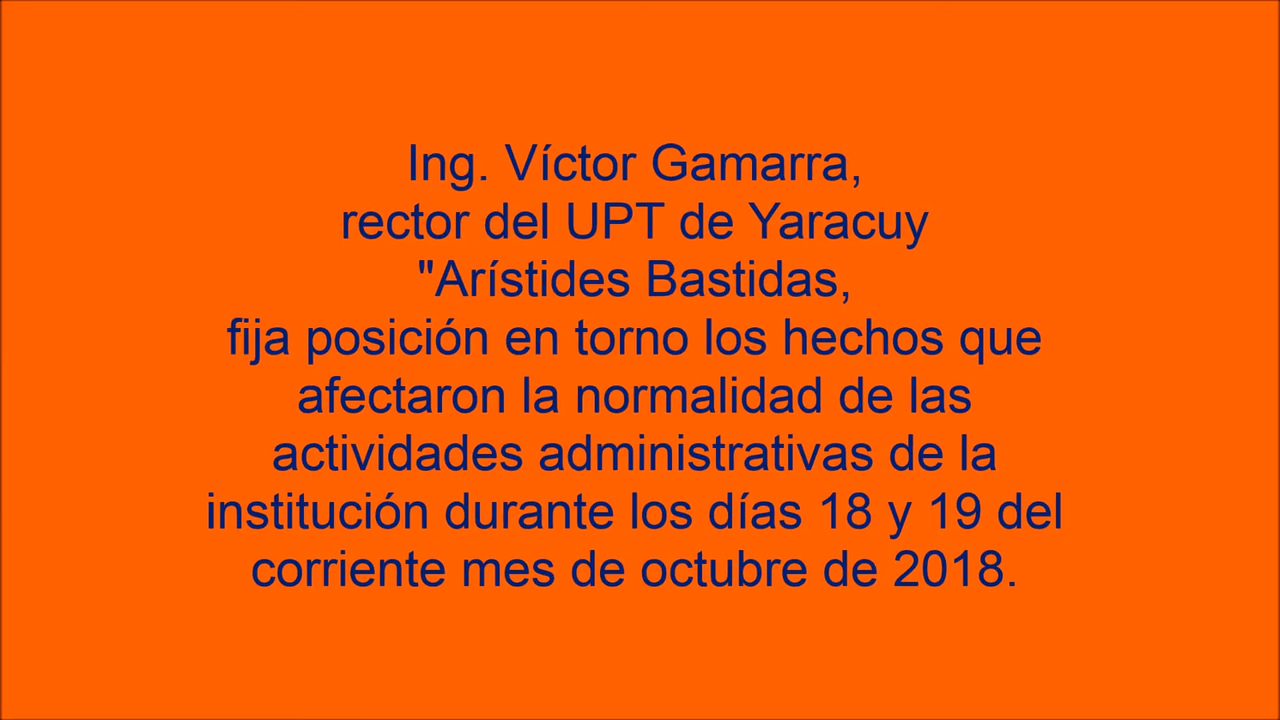 Ing. Víctor Gamarra,
rector del UPT de Yaracuy
"Arístides Bastidas,
fija posición en torno los hechos que
afectaron la normalidad de las
actividades administrativas de la
institución durante los días 18 y 19 del
corriente mes de octubre de 2018.